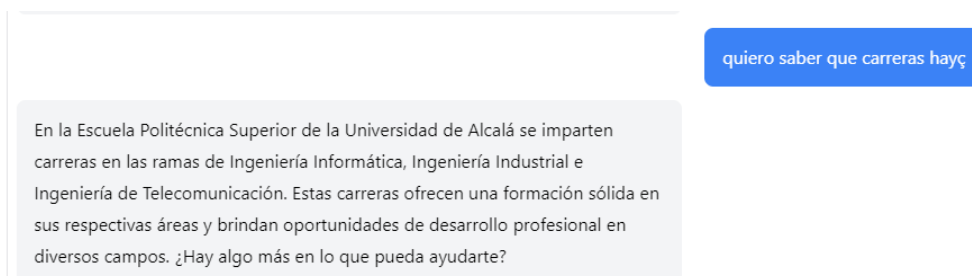 quiero saber que carreras hayç
En la Escuela Politécnica Superior de la Universidad de Alcalá se imparten
carreras en las ramas de Ingeniería Informática, Ingeniería Industrial e
Ingeniería de Telecomunicación. Estas carreras ofrecen una formación sólida en
sus respectivas áreas y brindan oportunidades de desarrollo profesional en
diversos campos. ¿Hay algo más en lo que pueda ayudarte?